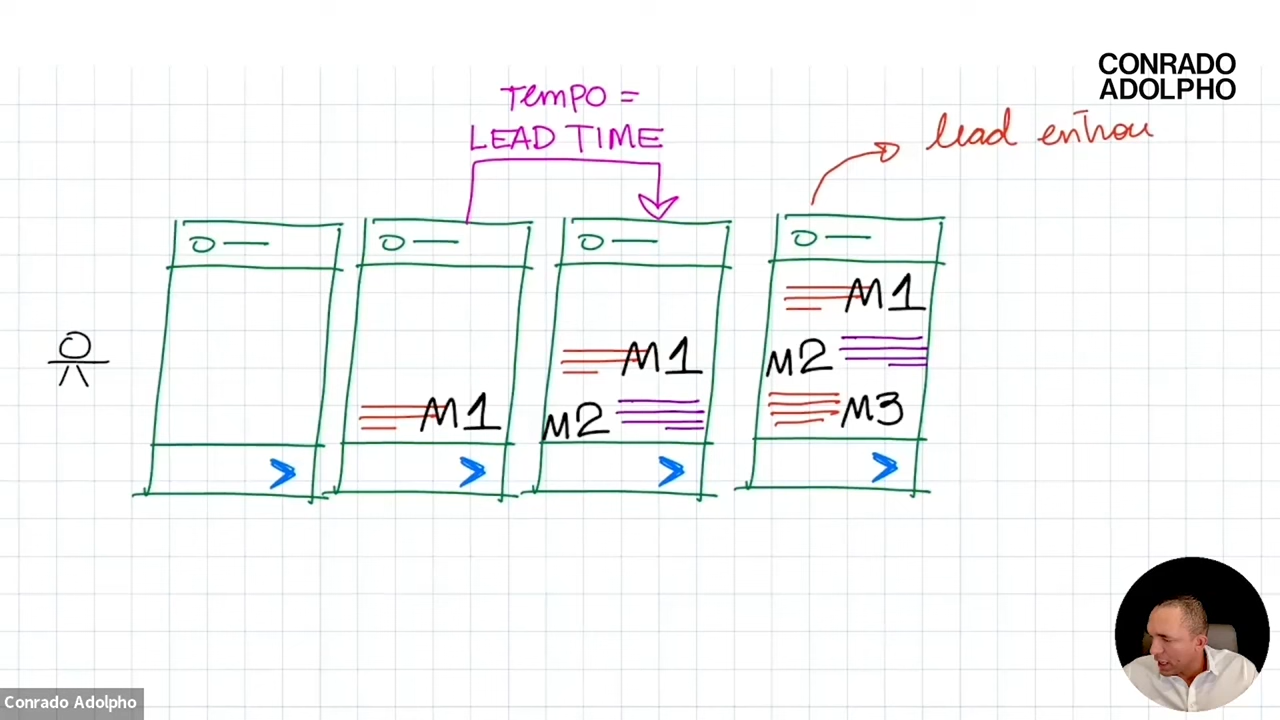 CONRADO
ADOLPHO
TEMPO =
LEAD TIME
lead entrou
M1
M1
M2
M1
M2
M3
Conrado Adolpho